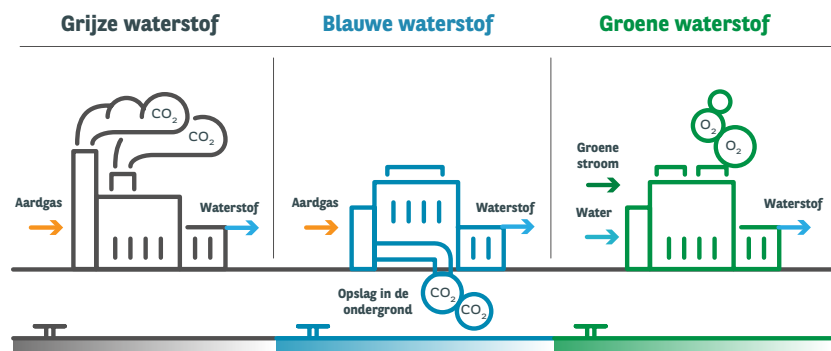 Grijze waterstof
Blauwe waterstof
Groene waterstof
CO₂
CO₂
Aardgas
Waterstof
Aardgas
Waterstof
Opslag in de
ondergrond
CO₂
CO₂
O₂
O₂
Groene
stroom
Water
Waterstof